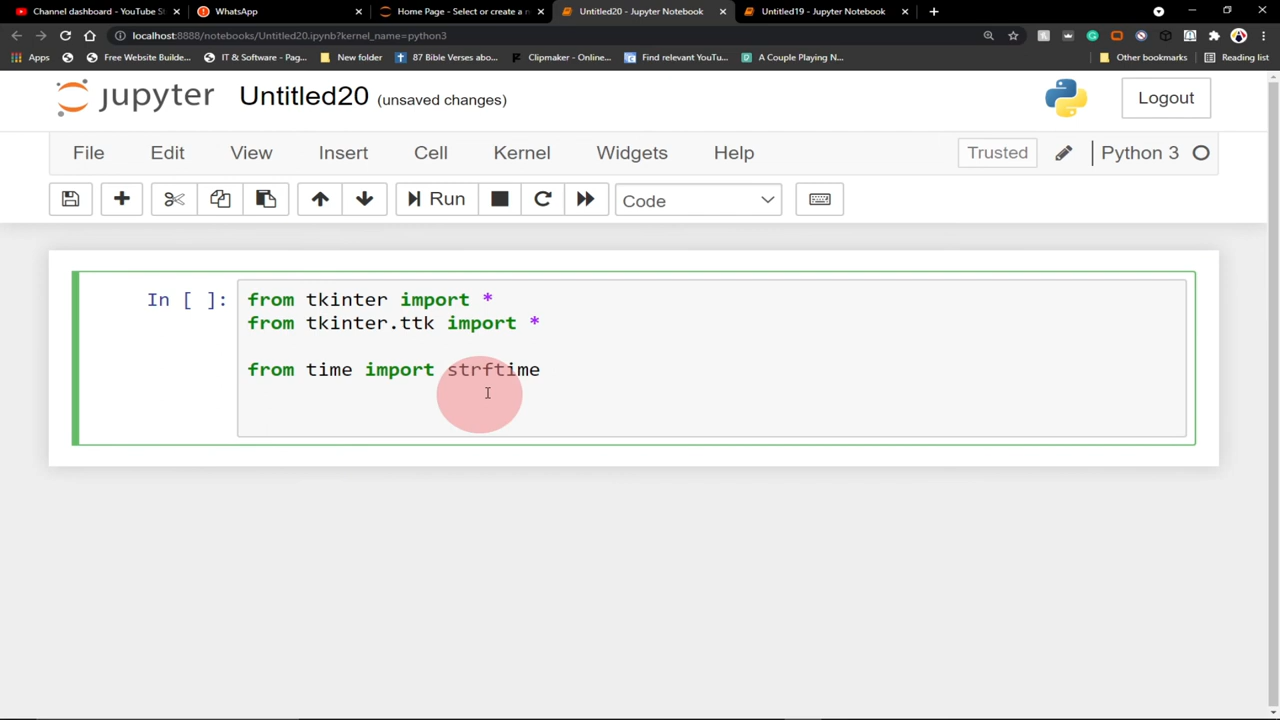 Channel dashboard - YouTube St
WhatsApp
Home Page - Select or create a n
Untitled20 - Jupyter Notebook
Untitled19 - Jupyter Notebook
localhost:8888/notebooks/Untitled20.ipynb?kernel_name=python3
Apps
Free Website Builde...
IT & Software - Pag...
New folder
87 Bible Verses abo...
Clipmaker - Online...
Find relevant YouTu...
A Couple Playing N...
Other bookmarks
Reading list
jupyter Untitled20 (unsaved changes)
Logout
File Edit View Insert Cell Kernel Widgets Help
Trusted
Python 3
Run
Code
In [ ]:
from tkinter import *
from tkinter.ttk import *
from time import strftime